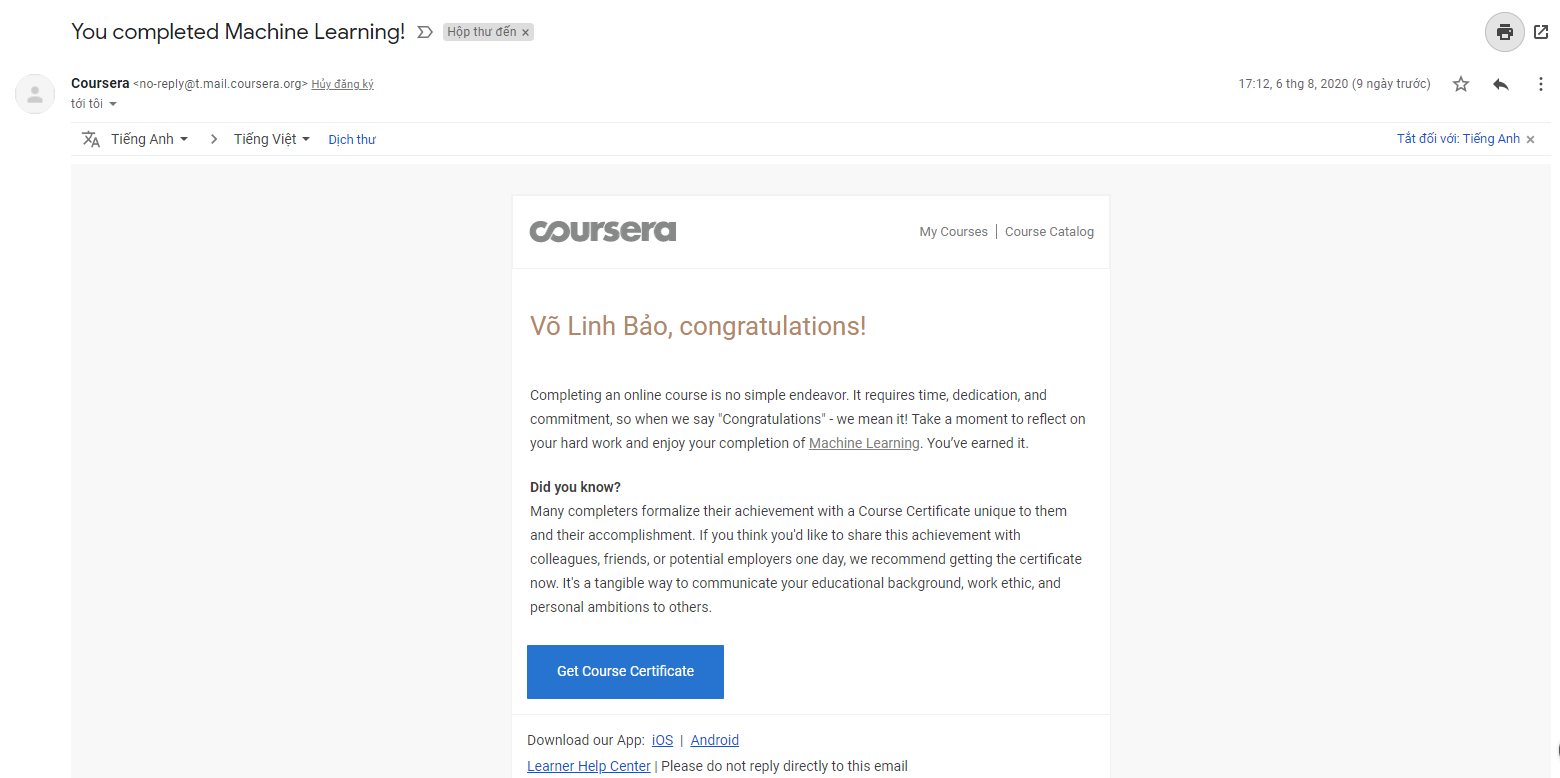 You completed Machine Learning! Hộp thư đến ×
Coursera <no-reply@t.mail.coursera.org> Hủy đăng ký 17:12, 6 thg 8, 2020 (9 ngày trước)
tới tôi
Tiếng Anh > Tiếng Việt Dịch thư Tắt đối với: Tiếng Anh ×
coursera My Courses | Course Catalog
Võ Linh Bảo, congratulations!
Completing an online course is no simple endeavor. It requires time, dedication, and
commitment, so when we say "Congratulations" - we mean it! Take a moment to reflect on
your hard work and enjoy your completion of Machine Learning. You’ve earned it.
Did you know?
Many completers formalize their achievement with a Course Certificate unique to them
and their accomplishment. If you think you'd like to share this achievement with
colleagues, friends, or potential employers one day, we recommend getting the certificate
now. It's a tangible way to communicate your educational background, work ethic, and
personal ambitions to others.
Get Course Certificate
Download our App: iOS | Android
Learner Help Center | Please do not reply directly to this email